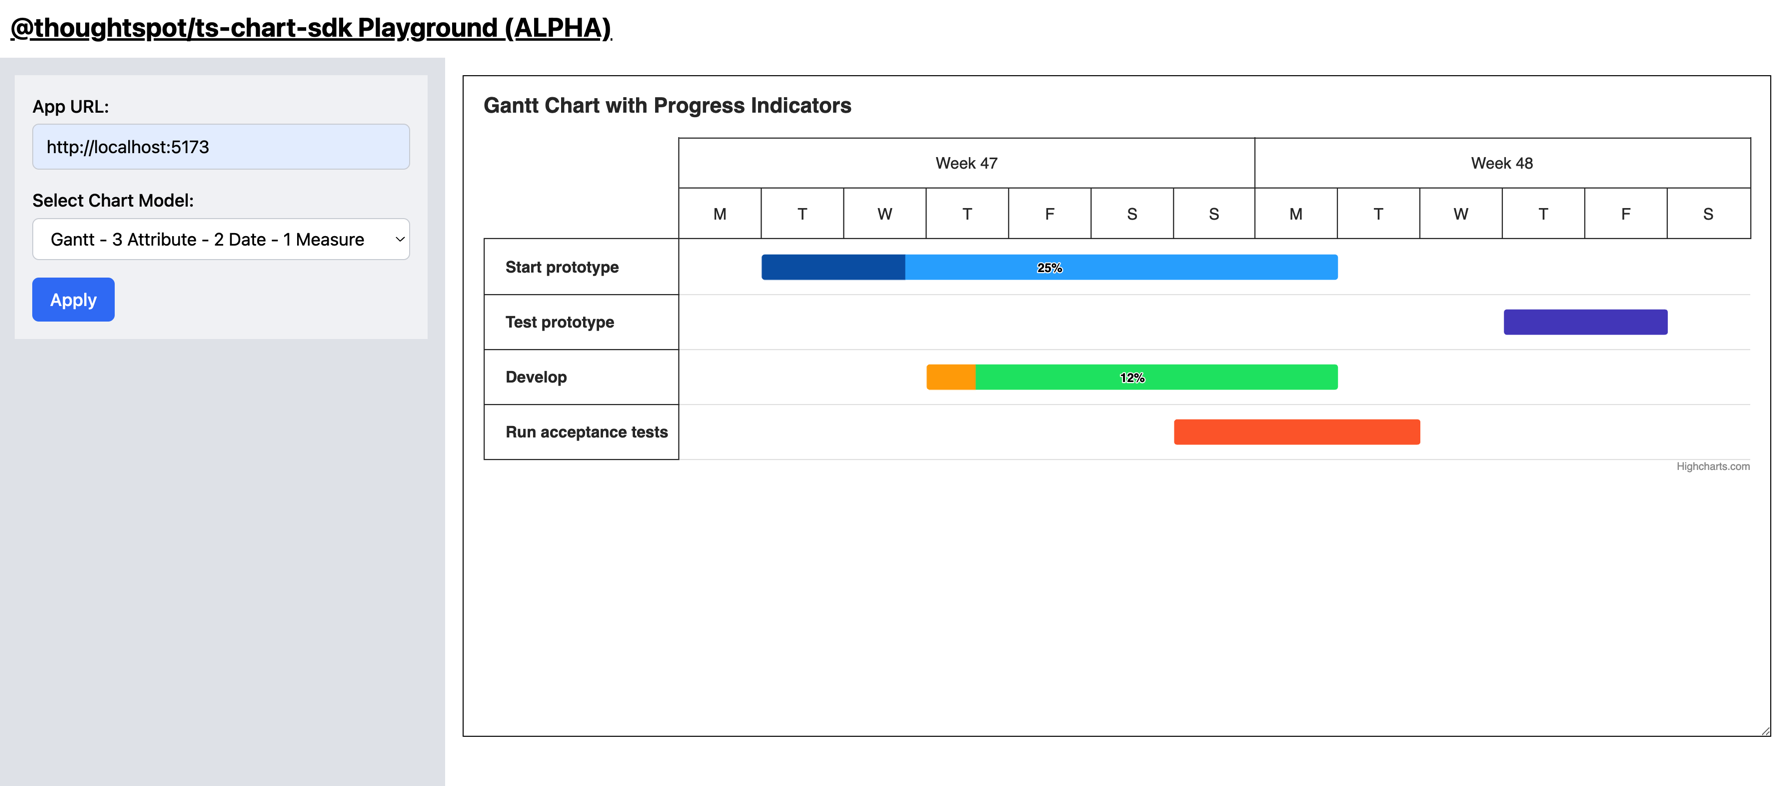 @thoughtspot/ts-chart-sdk Playground (ALPHA)
App URL:
http://localhost:5173
Select Chart Model:
Gantt - 3 Attribute - 2 Date - 1 Measure
Apply
Gantt Chart with Progress Indicators
Week 47 Week 48
M T W T F S S M T W T F S
Start prototype 25%
Test prototype
Develop 12%
Run acceptance tests
Highcharts.com